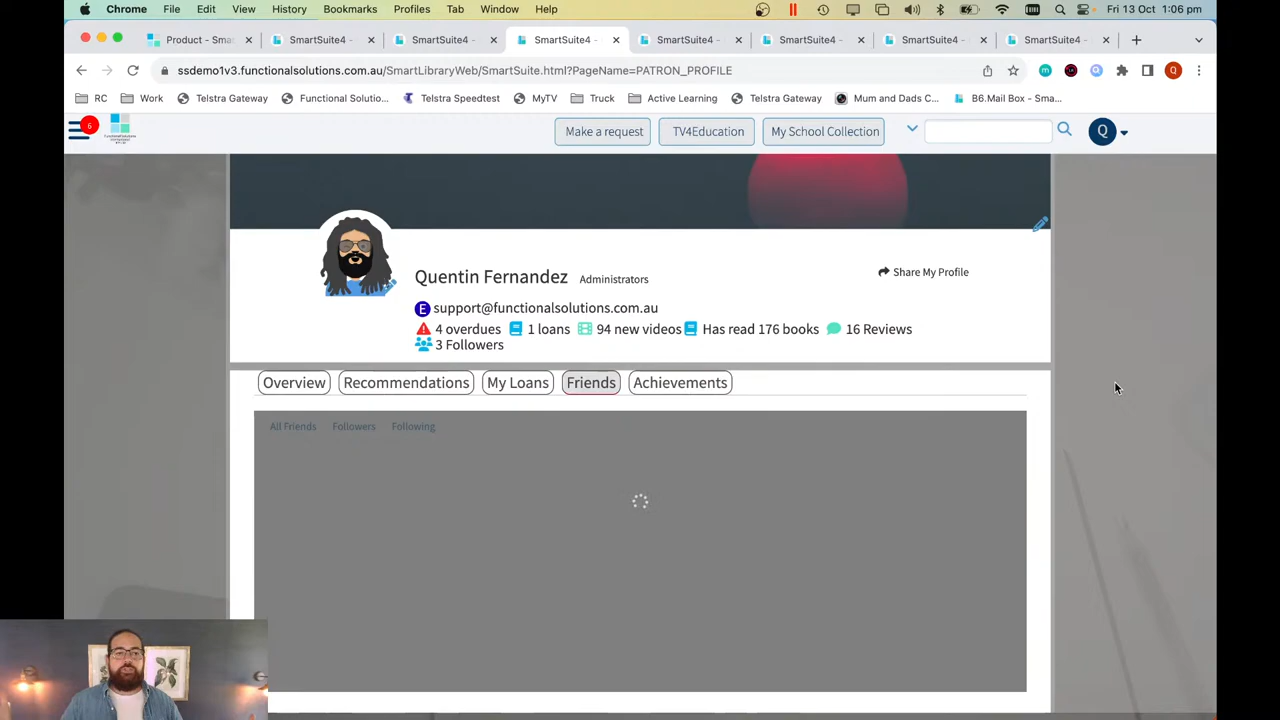 Chrome File Edit View History Bookmarks Profiles Tab Window Help Fri 13 Oct 1:06 pm
Product - Sma SmartSuite4 - SmartSuite4 - SmartSuite4 - SmartSuite4 - SmartSuite4 - SmartSuite4 - SmartSuite4 -
ssdemo1v3.functionalsolutions.com.au/SmartLibraryWeb/SmartSuite.html?PageName=PATRON_PROFILE Q
RC Work Telstra Gateway Functional Solutio... Telstra Speedtest MyTV Truck Active Learning Telstra Gateway Mum and Dads C... B6.Mail Box - Sma...
6 Make a request TV4Education My School Collection Q
Quentin Fernandez Administrators Share My Profile
E support@functionalsolutions.com.au
4 overdues 1 loans 94 new videos Has read 176 books 16 Reviews
3 Followers
Overview Recommendations My Loans Friends Achievements
All Friends Followers Following